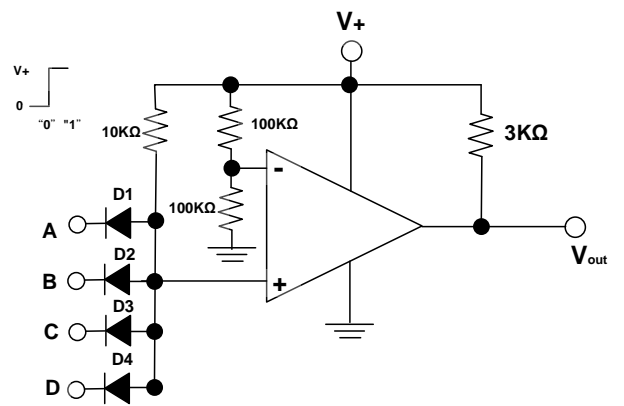 V+
V+
0
“0” "1"
10KΩ
100KΩ
3KΩ
-
100KΩ
D1
A
D2
B
+
D3
C
D4
D
Vout